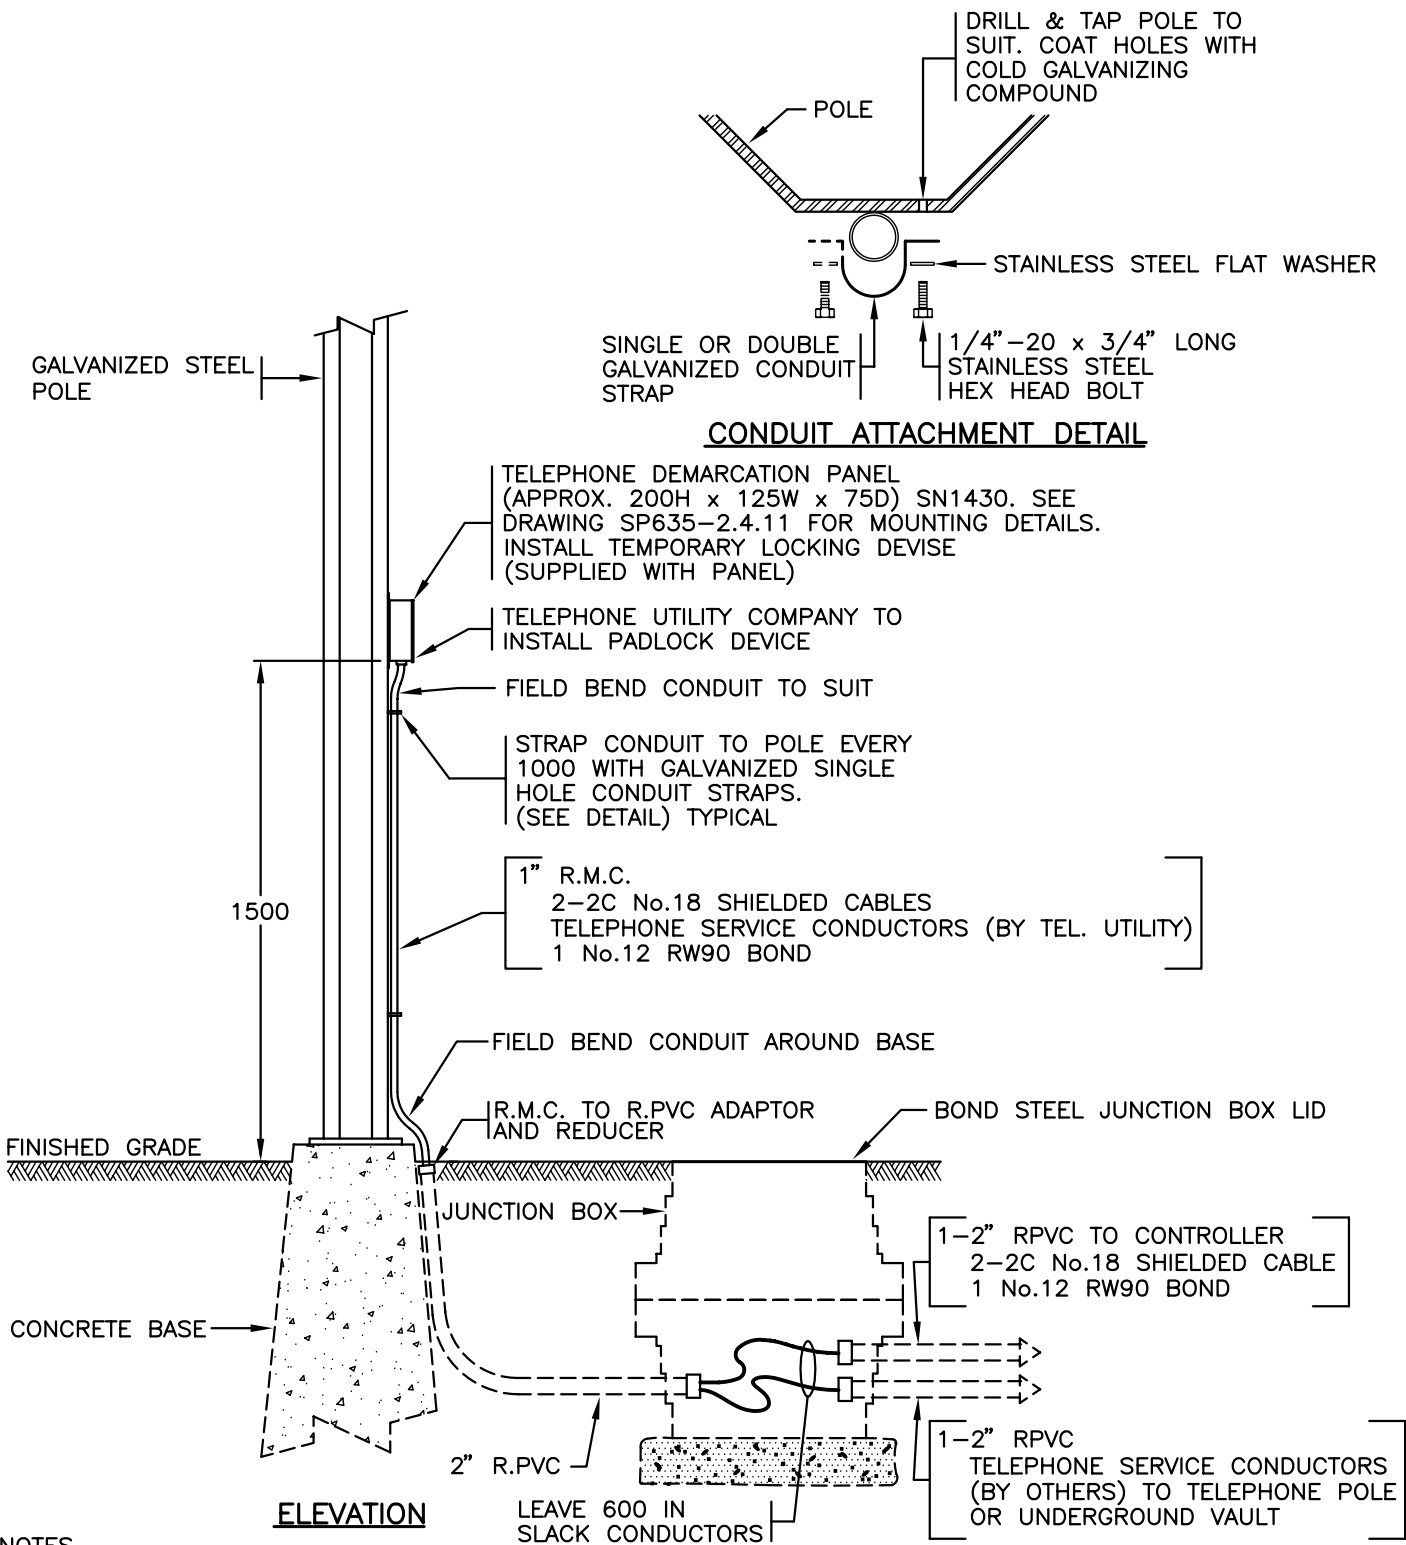 DRILL & TAP POLE TO
SUIT. COAT HOLES WITH
COLD GALVANIZING
COMPOUND
POLE
STAINLESS STEEL FLAT WASHER
SINGLE OR DOUBLE
GALVANIZED CONDUIT
STRAP
1/4"-20 x 3/4" LONG
STAINLESS STEEL
HEX HEAD BOLT
CONDUIT ATTACHMENT DETAIL
GALVANIZED STEEL
POLE
TELEPHONE DEMARCATION PANEL
(APPROX. 200H x 125W x 75D) SN1430. SEE
DRAWING SP635-2.4.11 FOR MOUNTING DETAILS.
INSTALL TEMPORARY LOCKING DEVISE
(SUPPLIED WITH PANEL)
TELEPHONE UTILITY COMPANY TO
INSTALL PADLOCK DEVICE
FIELD BEND CONDUIT TO SUIT
STRAP CONDUIT TO POLE EVERY
1000 WITH GALVANIZED SINGLE
HOLE CONDUIT STRAPS.
(SEE DETAIL) TYPICAL
1" R.M.C.
2-2C No.18 SHIELDED CABLES
TELEPHONE SERVICE CONDUCTORS (BY TEL. UTILITY)
1 No.12 RW90 BOND
1500
FIELD BEND CONDUIT AROUND BASE
R.M.C. TO R.PVC ADAPTOR
AND REDUCER
BOND STEEL JUNCTION BOX LID
FINISHED GRADE
JUNCTION BOX
1-2" RPVC TO CONTROLLER
2-2C No.18 SHIELDED CABLE
1 No.12 RW90 BOND
CONCRETE BASE
2" R.PVC
1-2" RPVC
TELEPHONE SERVICE CONDUCTORS
(BY OTHERS) TO TELEPHONE POLE
OR UNDERGROUND VAULT
LEAVE 600 IN
SLACK CONDUCTORS
ELEVATION
NOTES